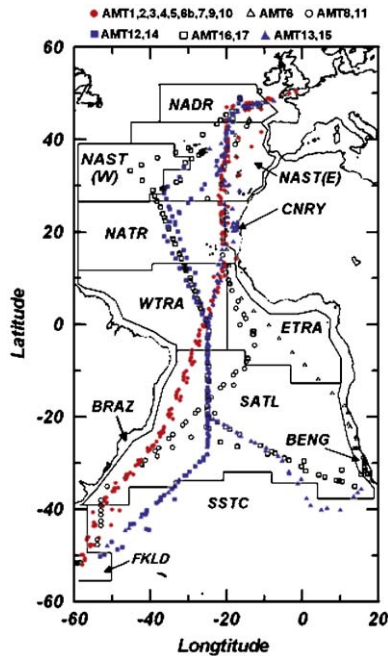 AMT1,2,3,4,5,6b,7,9,10 AMT6 AMT8,11
AMT12,14 AMT16,17 AMT13,15
60
NADR
NAST
(W)
40
NAST(E)
CNRY
NATR
20
WTRA
Latitude
0
ETRA
SATL
BRAZ
-20
BENG
SSTC
-40
FKLD
-60
-60 -40 -20 0 20
Longtitude